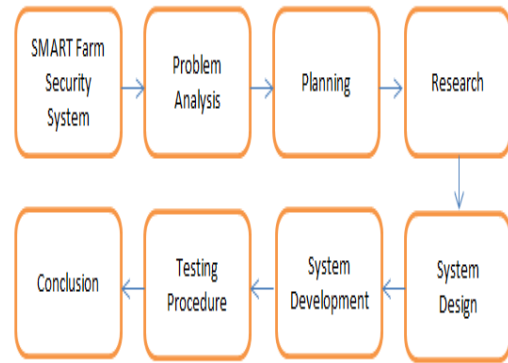 SMART Farm
Security
System
Problem
Analysis
Planning
Research
System
Design
System
Development
Testing
Procedure
Conclusion